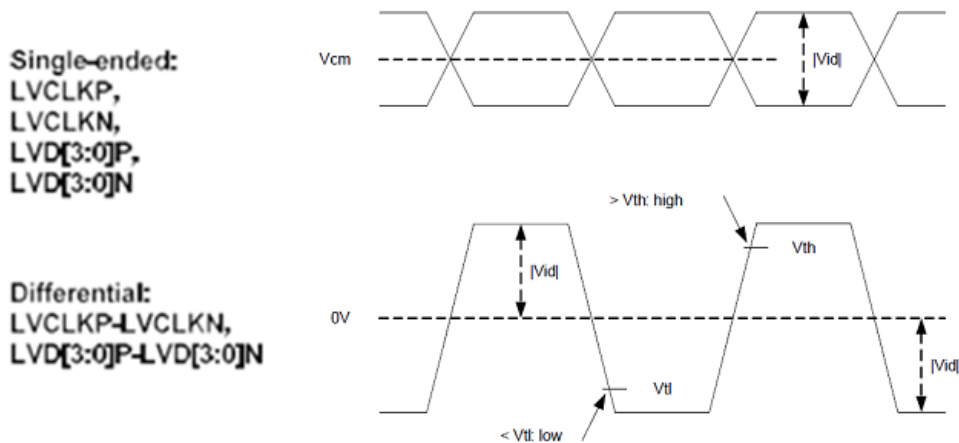 Single-ended:
LVCLKP,
LVCLKN,
LVD[3:0]P,
LVD[3:0]N
Vcm
|Vid|
> Vth: high
|Vid|
Vth
Differential:
LVCLKP-LVCLKN,
LVD[3:0]P-LVD[3:0]N
0V
|Vid|
Vtl
< Vtl: low